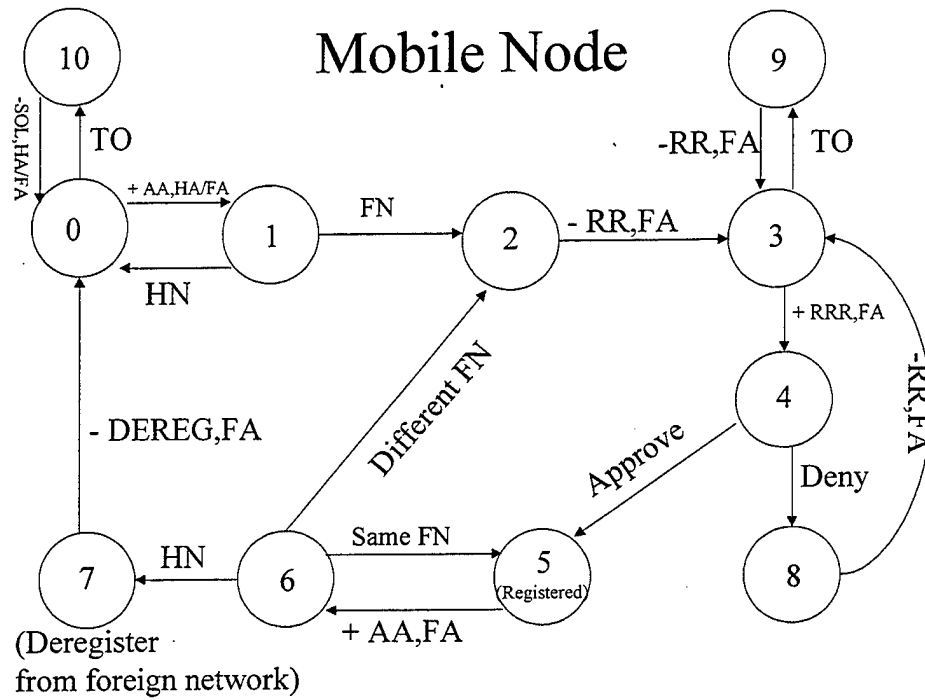 Mobile Node
10
9
-SOL,HA/FA
TO
-RR,FA
TO
0
+ AA,HA/FA
1
FN
2
- RR,FA
3
HN
+ RRR,FA
Different FN
4
-RR,FA
- DEREG,FA
Approve
Deny
7
HN
6
Same FN
5
(Registered)
8
+ AA,FA
(Deregister
from foreign network)